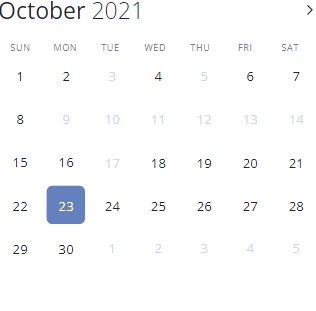 October 2021
SUN MON TUE WED THU FRI SAT
1 2 3 4 5 6 7
8 9 10 11 12 13 14
15 16 17 18 19 20 21
22 23 24 25 26 27 28
29 30 1 2 3 4 5